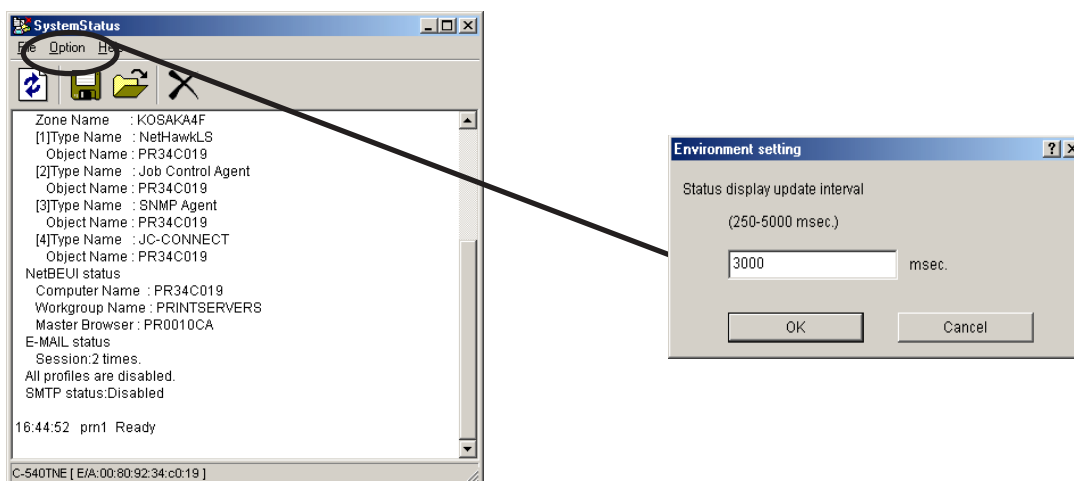 SystemStatus
File Option Help
Zone Name : KOSAKA4F
[1]Type Name : NetHawkLS
Object Name : PR34C019
[2]Type Name : Job Control Agent
Object Name : PR34C019
[3]Type Name : SNMP Agent
Object Name : PR34C019
[4]Type Name : JC-CONNECT
Object Name : PR34C019
NetBEUI status
Computer Name : PR34C019
Workgroup Name : PRINTSERVERS
Master Browser : PR0010CA
E-MAIL status
Session:2 times.
All profiles are disabled.
SMTP status:Disabled
16:44:52 prn1 Ready
C-540TNE [ E/A:00:80:92:34:c0:19 ]
Environment setting
Status display update interval
(250-5000 msec.)
3000 msec.
OK Cancel